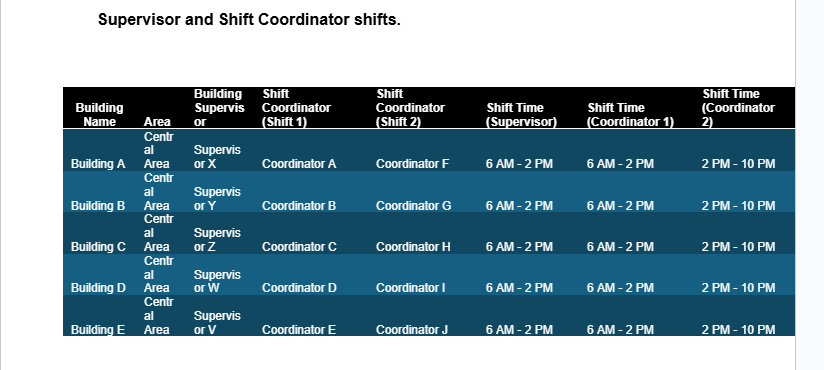 Supervisor and Shift Coordinator shifts.
Building Name Area Building Supervisor Shift Coordinator (Shift 1) Shift Coordinator (Shift 2) Shift Time (Supervisor) Shift Time (Coordinator 1) Shift Time (Coordinator 2)
Building A Central Area Supervisor X Coordinator A Coordinator F 6 AM - 2 PM 6 AM - 2 PM 2 PM - 10 PM
Building B Central Area Supervisor Y Coordinator B Coordinator G 6 AM - 2 PM 6 AM - 2 PM 2 PM - 10 PM
Building C Central Area Supervisor Z Coordinator C Coordinator H 6 AM - 2 PM 6 AM - 2 PM 2 PM - 10 PM
Building D Central Area Supervisor W Coordinator D Coordinator I 6 AM - 2 PM 6 AM - 2 PM 2 PM - 10 PM
Building E Central Area Supervisor V Coordinator E Coordinator J 6 AM - 2 PM 6 AM - 2 PM 2 PM - 10 PM